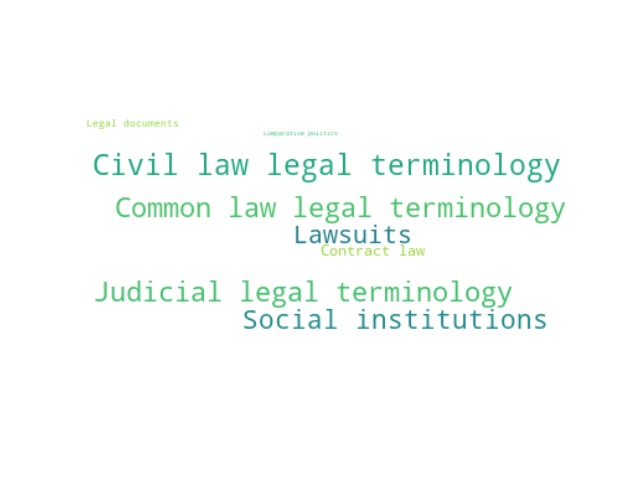 Legal documents
Comparative politics
Civil law legal terminology
Common law legal terminology
Lawsuits
Contract law
Judicial legal terminology
Social institutions